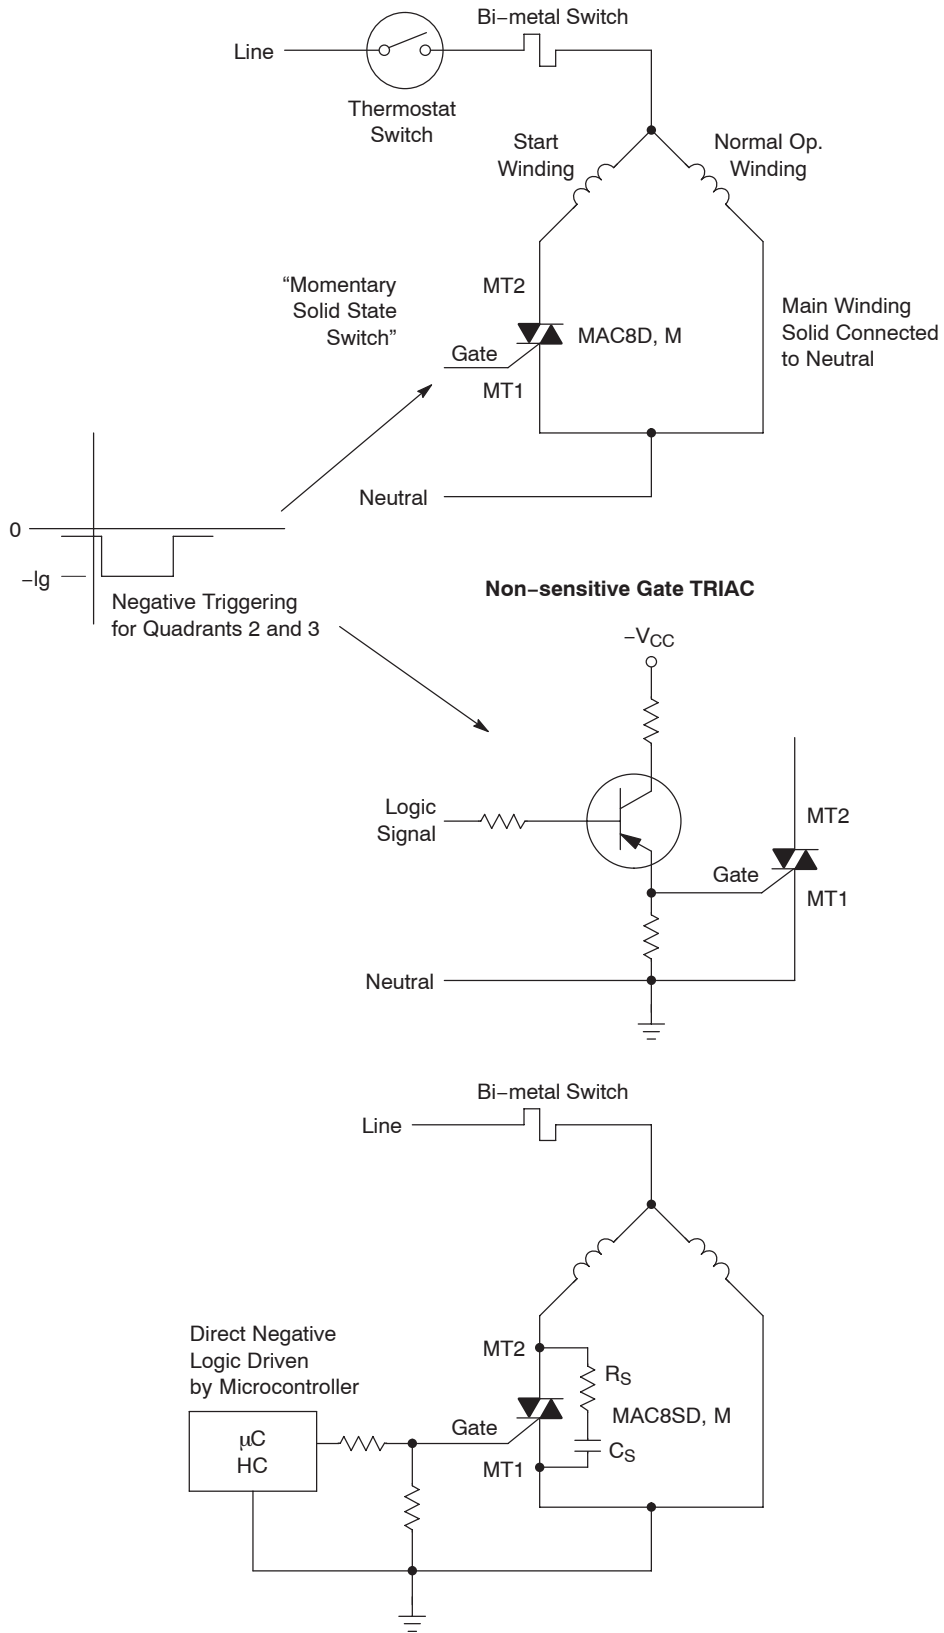 Bi−metal Switch
Line
Thermostat
Switch
Start
Winding
Normal Op.
Winding
“Momentary
Solid State
Switch”
MT2
MAC8D, M
Gate
MT1
Main Winding
Solid Connected
to Neutral
Neutral
0
−Ig
Negative Triggering
for Quadrants 2 and 3
Non−sensitive Gate TRIAC
−VCC
Logic
Signal
MT2
Gate
MT1
Neutral
Bi−metal Switch
Line
Direct Negative
Logic Driven
by Microcontroller
MT2
RS
MAC8SD, M
Gate
CS
MT1
μC
HC